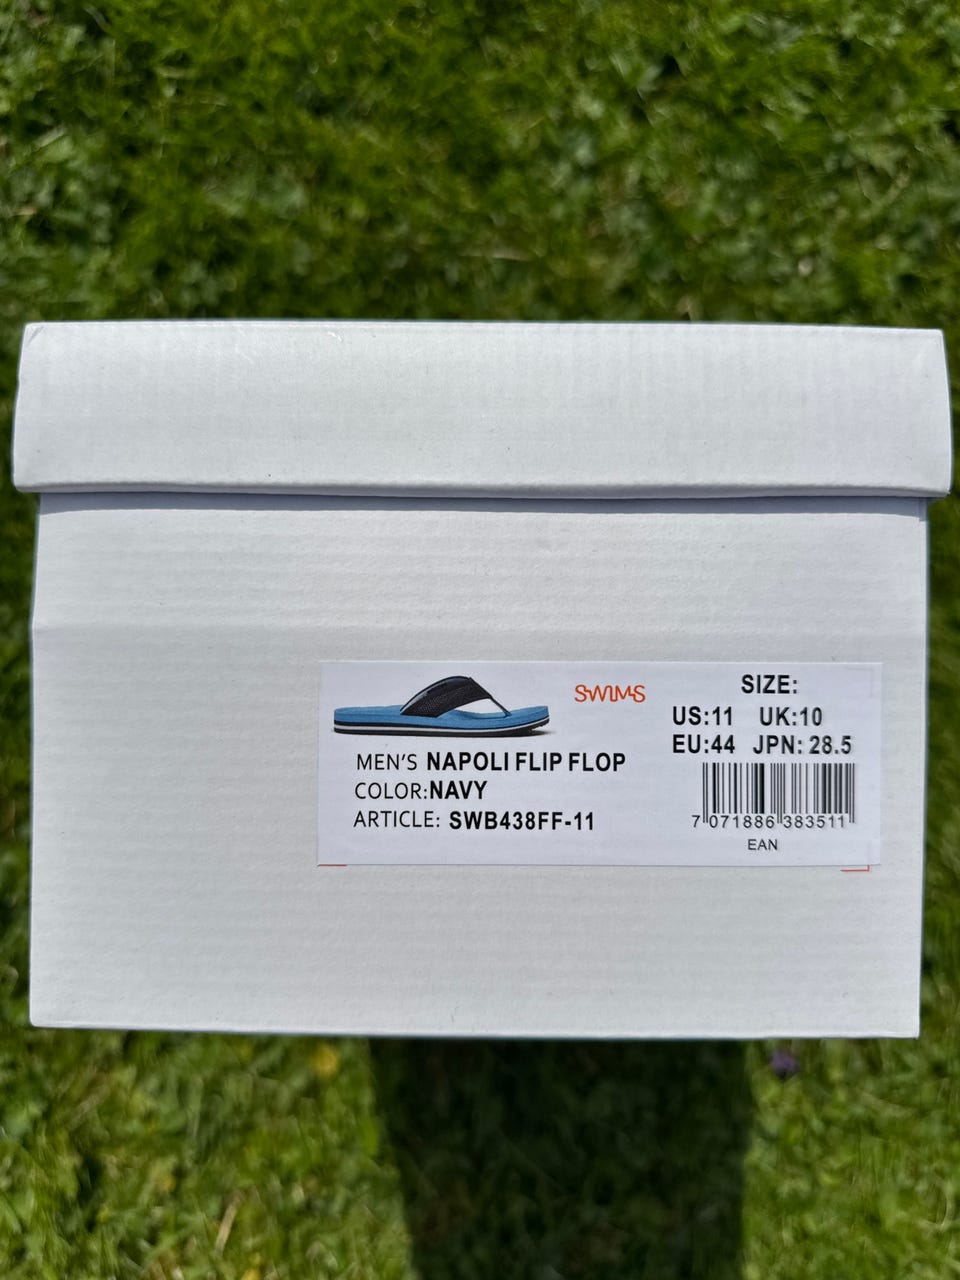 SWIMS
MEN'S NAPOLI FLIP FLOP
COLOR:NAVY
ARTICLE: SWB438FF-11
SIZE:
US:11 UK:10
EU:44 JPN: 28.5
7 071886 383511
EAN